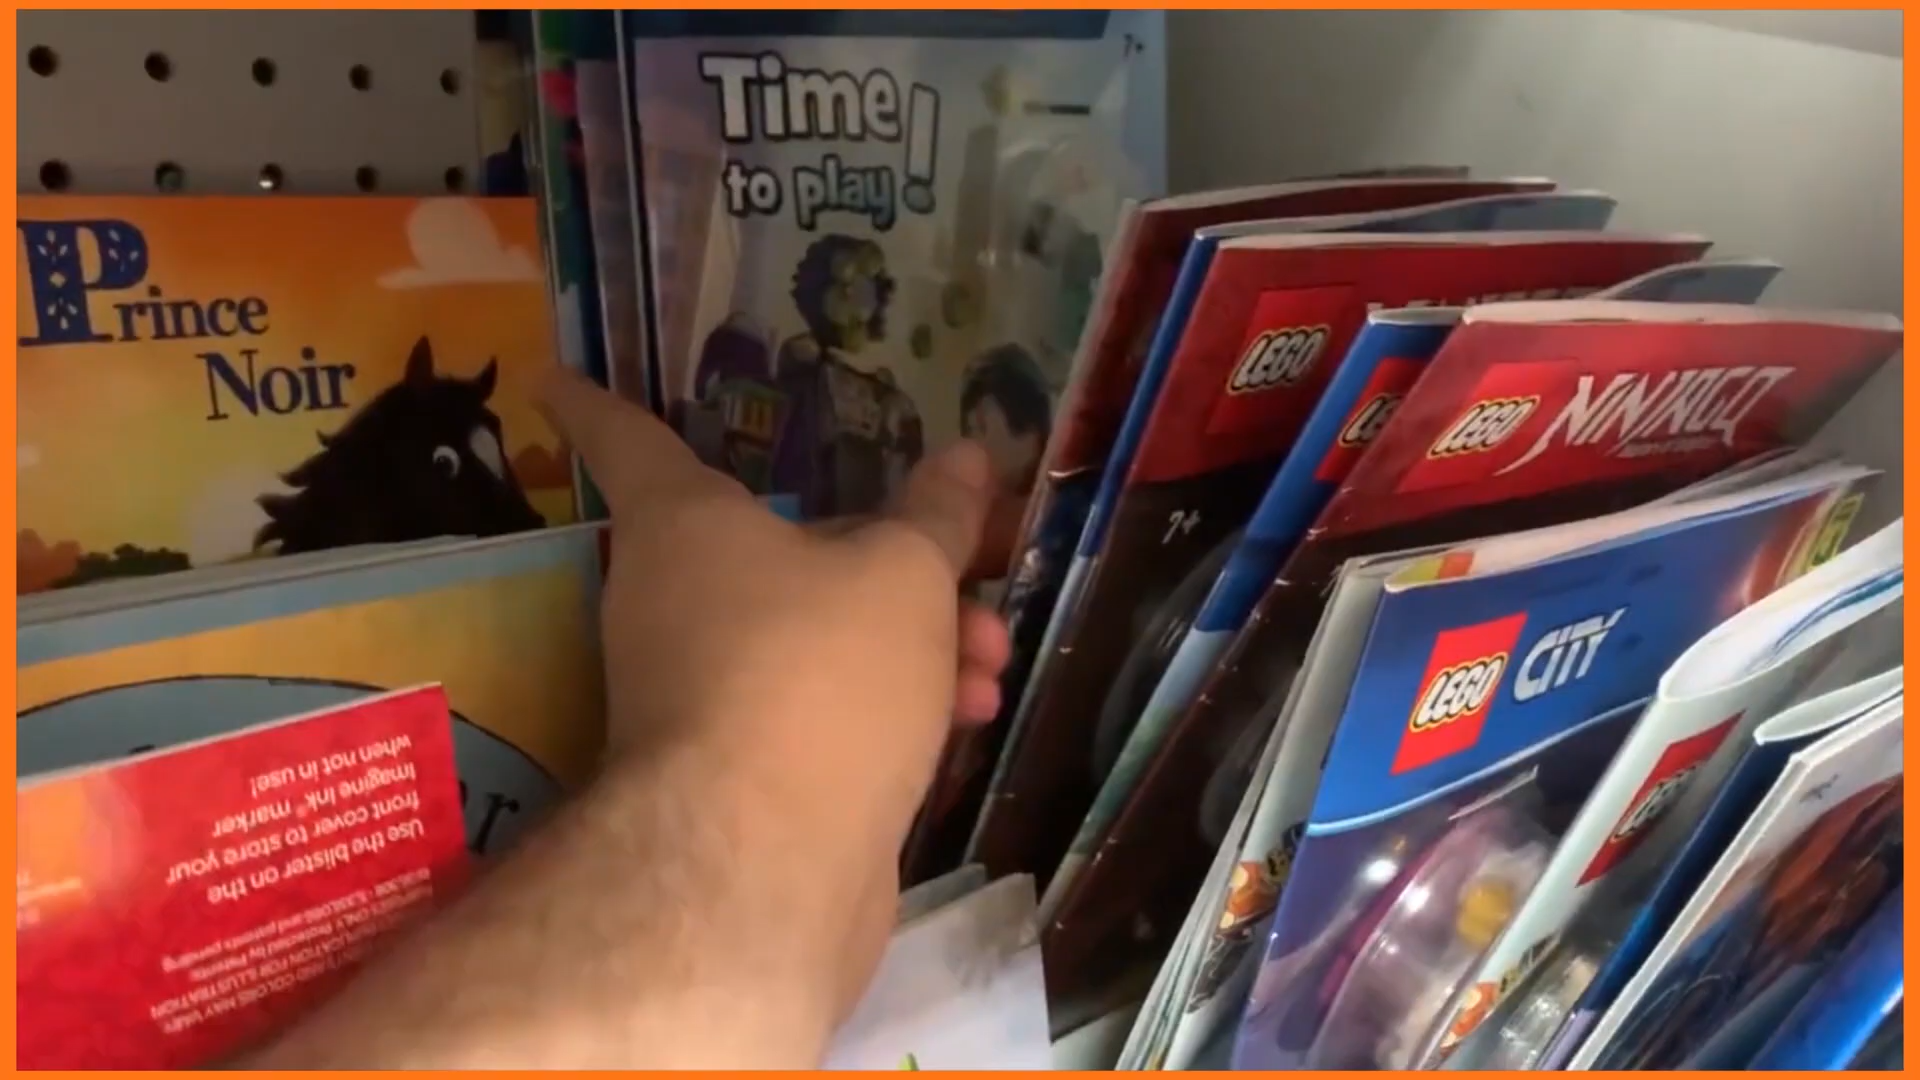 Time
to play!
7+
Prince
Noir
LEGO
7+
LEGO NINJAGO
LEGO CITY
LEGO
Use the blister on the
front cover to store your
Imagine Ink® marker
when not in use!